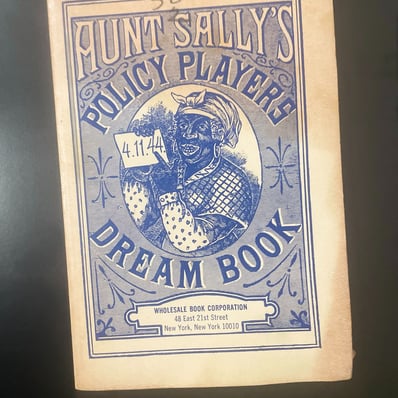 AUNT SALLY'S
POLICY PLAYERS
4.11.44.
DREAM BOOK
WHOLESALE BOOK CORPORATION
48 East 21st Street
New York, New York 10010